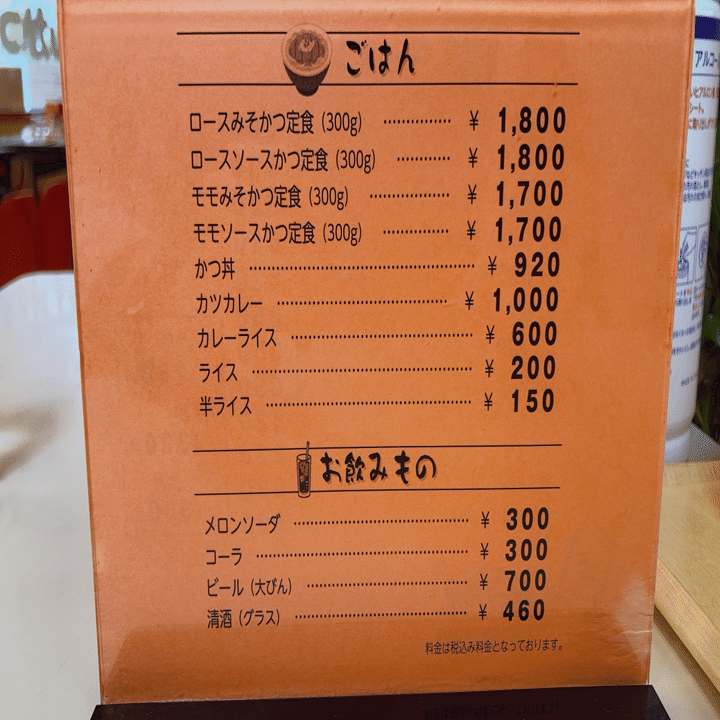 ごはん
ロースみそかつ定食 (300g) ………… ¥ 1,800
ロースソースかつ定食 (300g) ………… ¥ 1,800
モモみそかつ定食 (300g) ………… ¥ 1,700
モモソースかつ定食 (300g) ………… ¥ 1,700
かつ丼 ………… ¥ 920
カツカレー ………… ¥ 1,000
カレーライス ………… ¥ 600
ライス ………… ¥ 200
半ライス ………… ¥ 150
お飲みもの
メロンソーダ ………… ¥ 300
コーラ ………… ¥ 300
ビール (大びん) ………… ¥ 700
清酒 (グラス) ………… ¥ 460
料金は税込み料金となっております。
アルコー